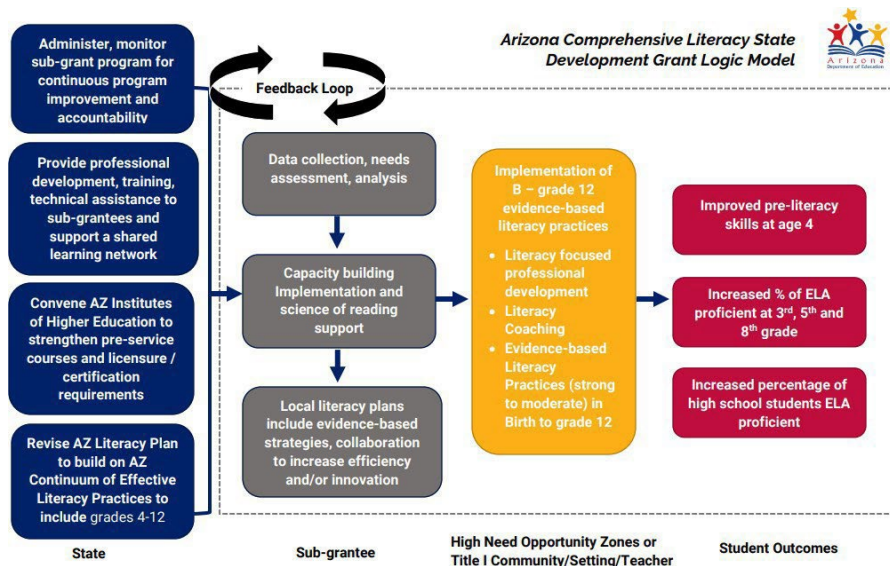 Arizona Comprehensive Literacy State
Development Grant Logic Model
Arizona
Department of Education
Administer, monitor
sub-grant program for
continuous program
improvement and
accountability
Provide professional
development, training,
technical assistance to
sub-grantees and
support a shared
learning network
Convene AZ Institutes
of Higher Education to
strengthen pre-service
courses and licensure /
certification
requirements
Revise AZ Literacy Plan
to build on AZ
Continuum of Effective
Literacy Practices to
include grades 4-12
State
Feedback Loop
Data collection, needs
assessment, analysis
Capacity building
Implementation and
science of reading
support
Local literacy plans
include evidence-based
strategies, collaboration
to increase efficiency
and/or innovation
Sub-grantee
Implementation of
B – grade 12
evidence-based
literacy practices
• Literacy focused
professional
development
• Literacy
Coaching
• Evidence-based
Literacy
Practices (strong
to moderate) in
Birth to grade 12
High Need Opportunity Zones or
Title I Community/Setting/Teacher
Improved pre-literacy
skills at age 4
Increased % of ELA
proficient at 3rd, 5th and
8th grade
Increased percentage of
high school students ELA
proficient
Student Outcomes